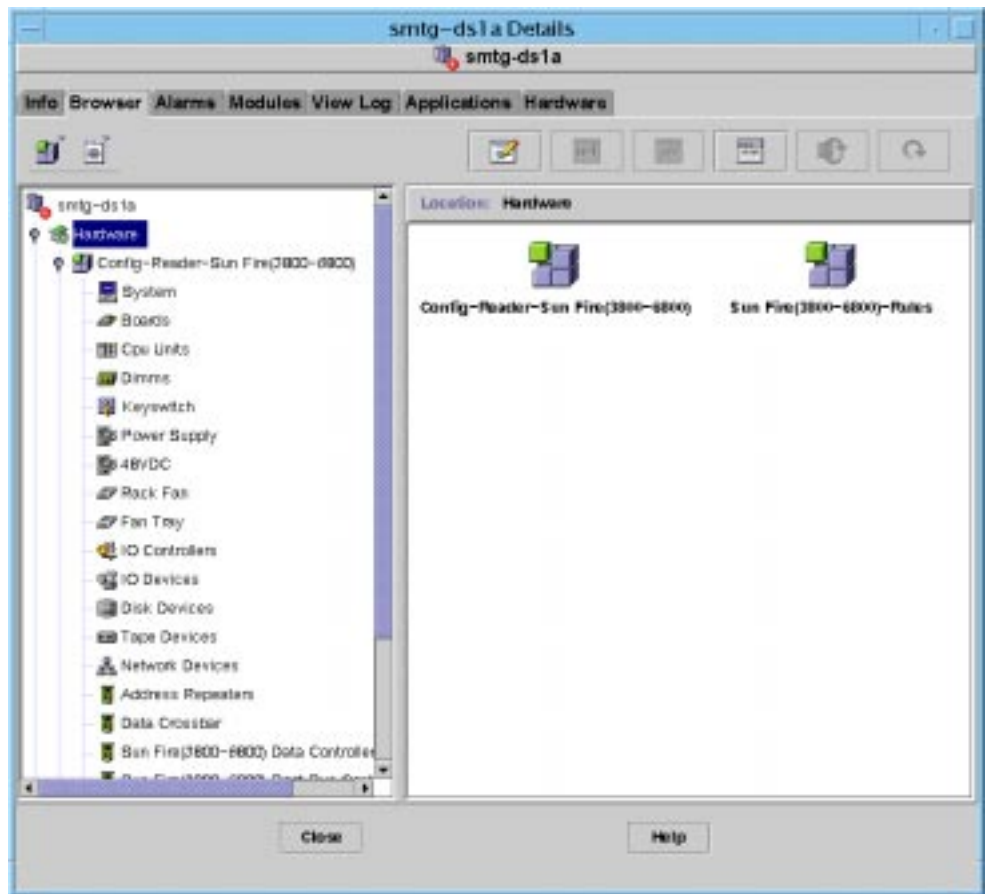 smtg-ds1a Details
smtg-ds1a
Info Browser Alarms Modules View Log Applications Hardware
smtg-ds1a
Hardware
Config-Reader-Sun Fire(3800-6800)
System
Boards
Cpu Units
Dimms
Keyswitch
Power Supply
48VDC
Rack Fan
Fan Tray
IO Controllers
IO Devices
Disk Devices
Tape Devices
Network Devices
Address Repeaters
Data Crossbar
Sun Fire(3800-6800) Data Controller
Location: Hardware
Config-Reader-Sun Fire(3800-6800)
Sun Fire(3800-6800)-Rules
Close
Help